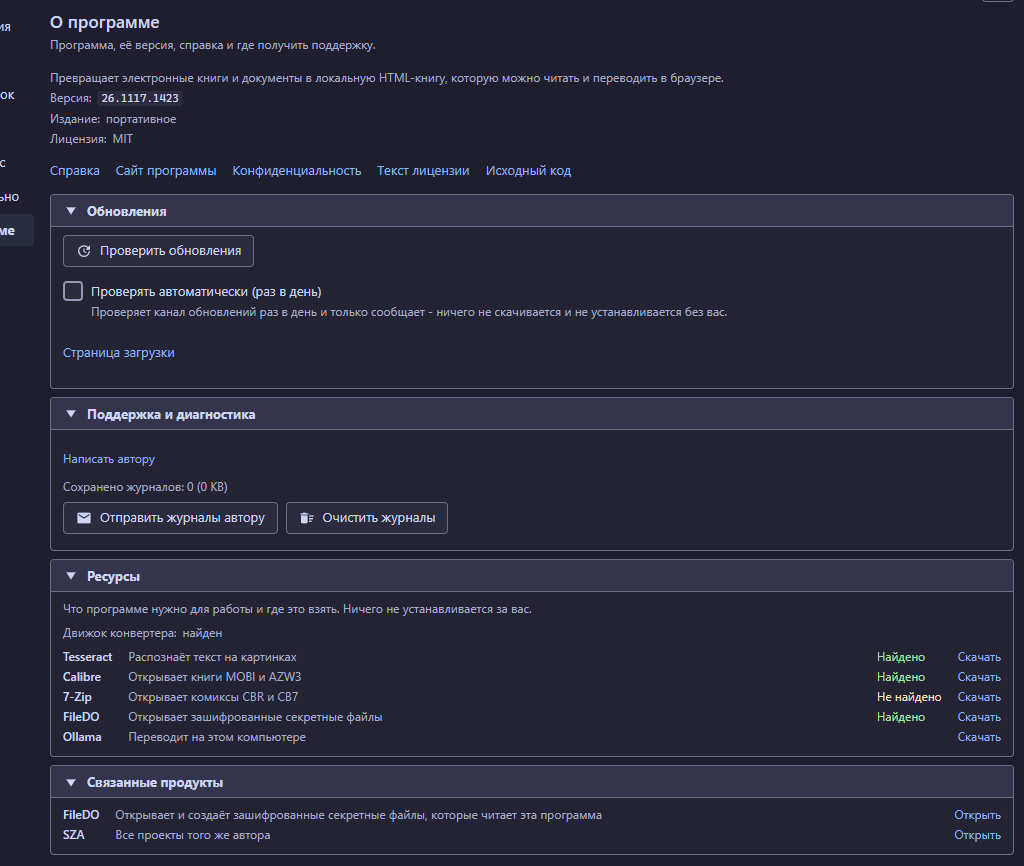 ия
ок
с
ьно
ме
О программе
Программа, её версия, справка и где получить поддержку.
Превращает электронные книги и документы в локальную HTML-книгу, которую можно читать и переводить в браузере.
Версия: 26.1117.1423
Издание: портативное
Лицензия: MIT
Справка Сайт программы Конфиденциальность Текст лицензии Исходный код
Обновления
Проверить обновления
Проверять автоматически (раз в день)
Проверяет канал обновлений раз в день и только сообщает - ничего не скачивается и не устанавливается без вас.
Страница загрузки
Поддержка и диагностика
Написать автору
Сохранено журналов: 0 (0 KB)
Отправить журналы автору Очистить журналы
Ресурсы
Что программе нужно для работы и где это взять. Ничего не устанавливается за вас.
Движок конвертера: найден
Tesseract Распознаёт текст на картинках Найдено Скачать
Calibre Открывает книги MOBI и AZW3 Найдено Скачать
7-Zip Открывает комиксы CBR и CB7 Не найдено Скачать
FileDO Открывает зашифрованные секретные файлы Найдено Скачать
Ollama Переводит на этом компьютере Скачать
Связанные продукты
FileDO Открывает и создаёт зашифрованные секретные файлы, которые читает эта программа Открыть
SZA Все проекты того же автора Открыть